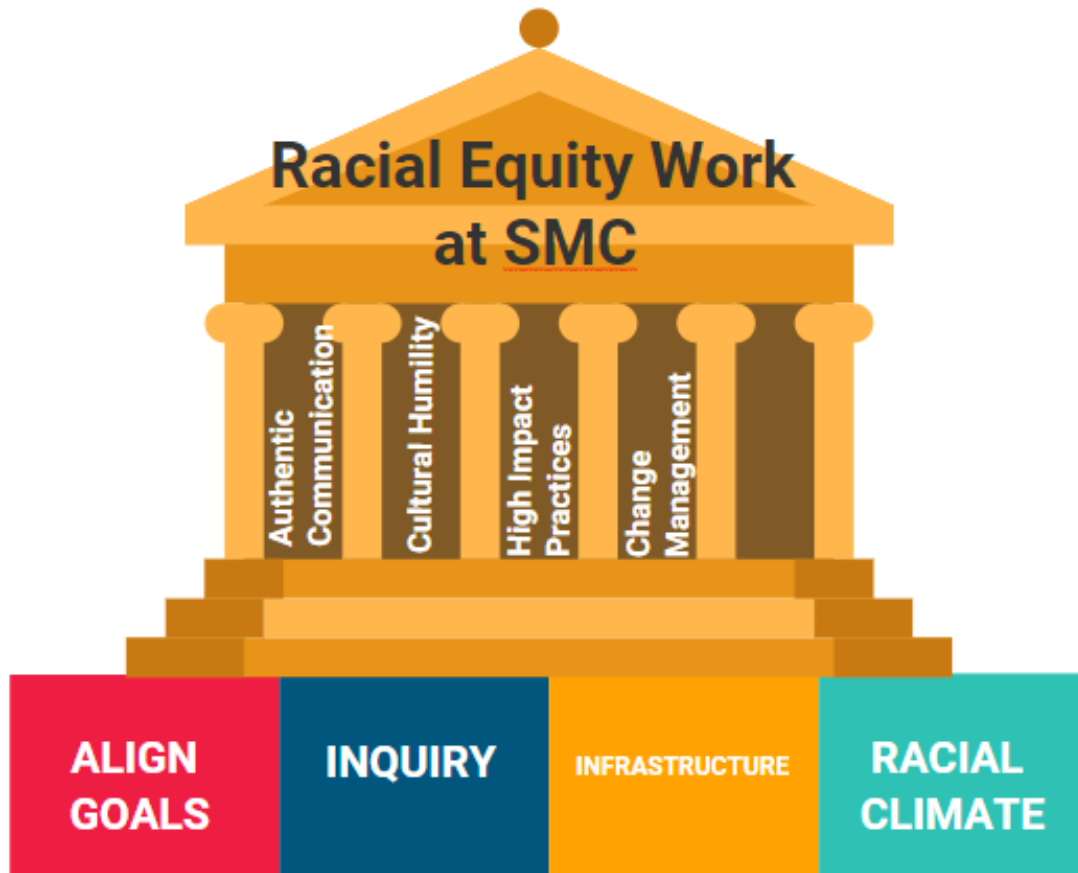 Racial Equity Work
at SMC
Authentic
Communication
Cultural Humility
High Impact
Practices
Change
Management
ALIGN
GOALS
INQUIRY
INFRASTRUCTURE
RACIAL
CLIMATE